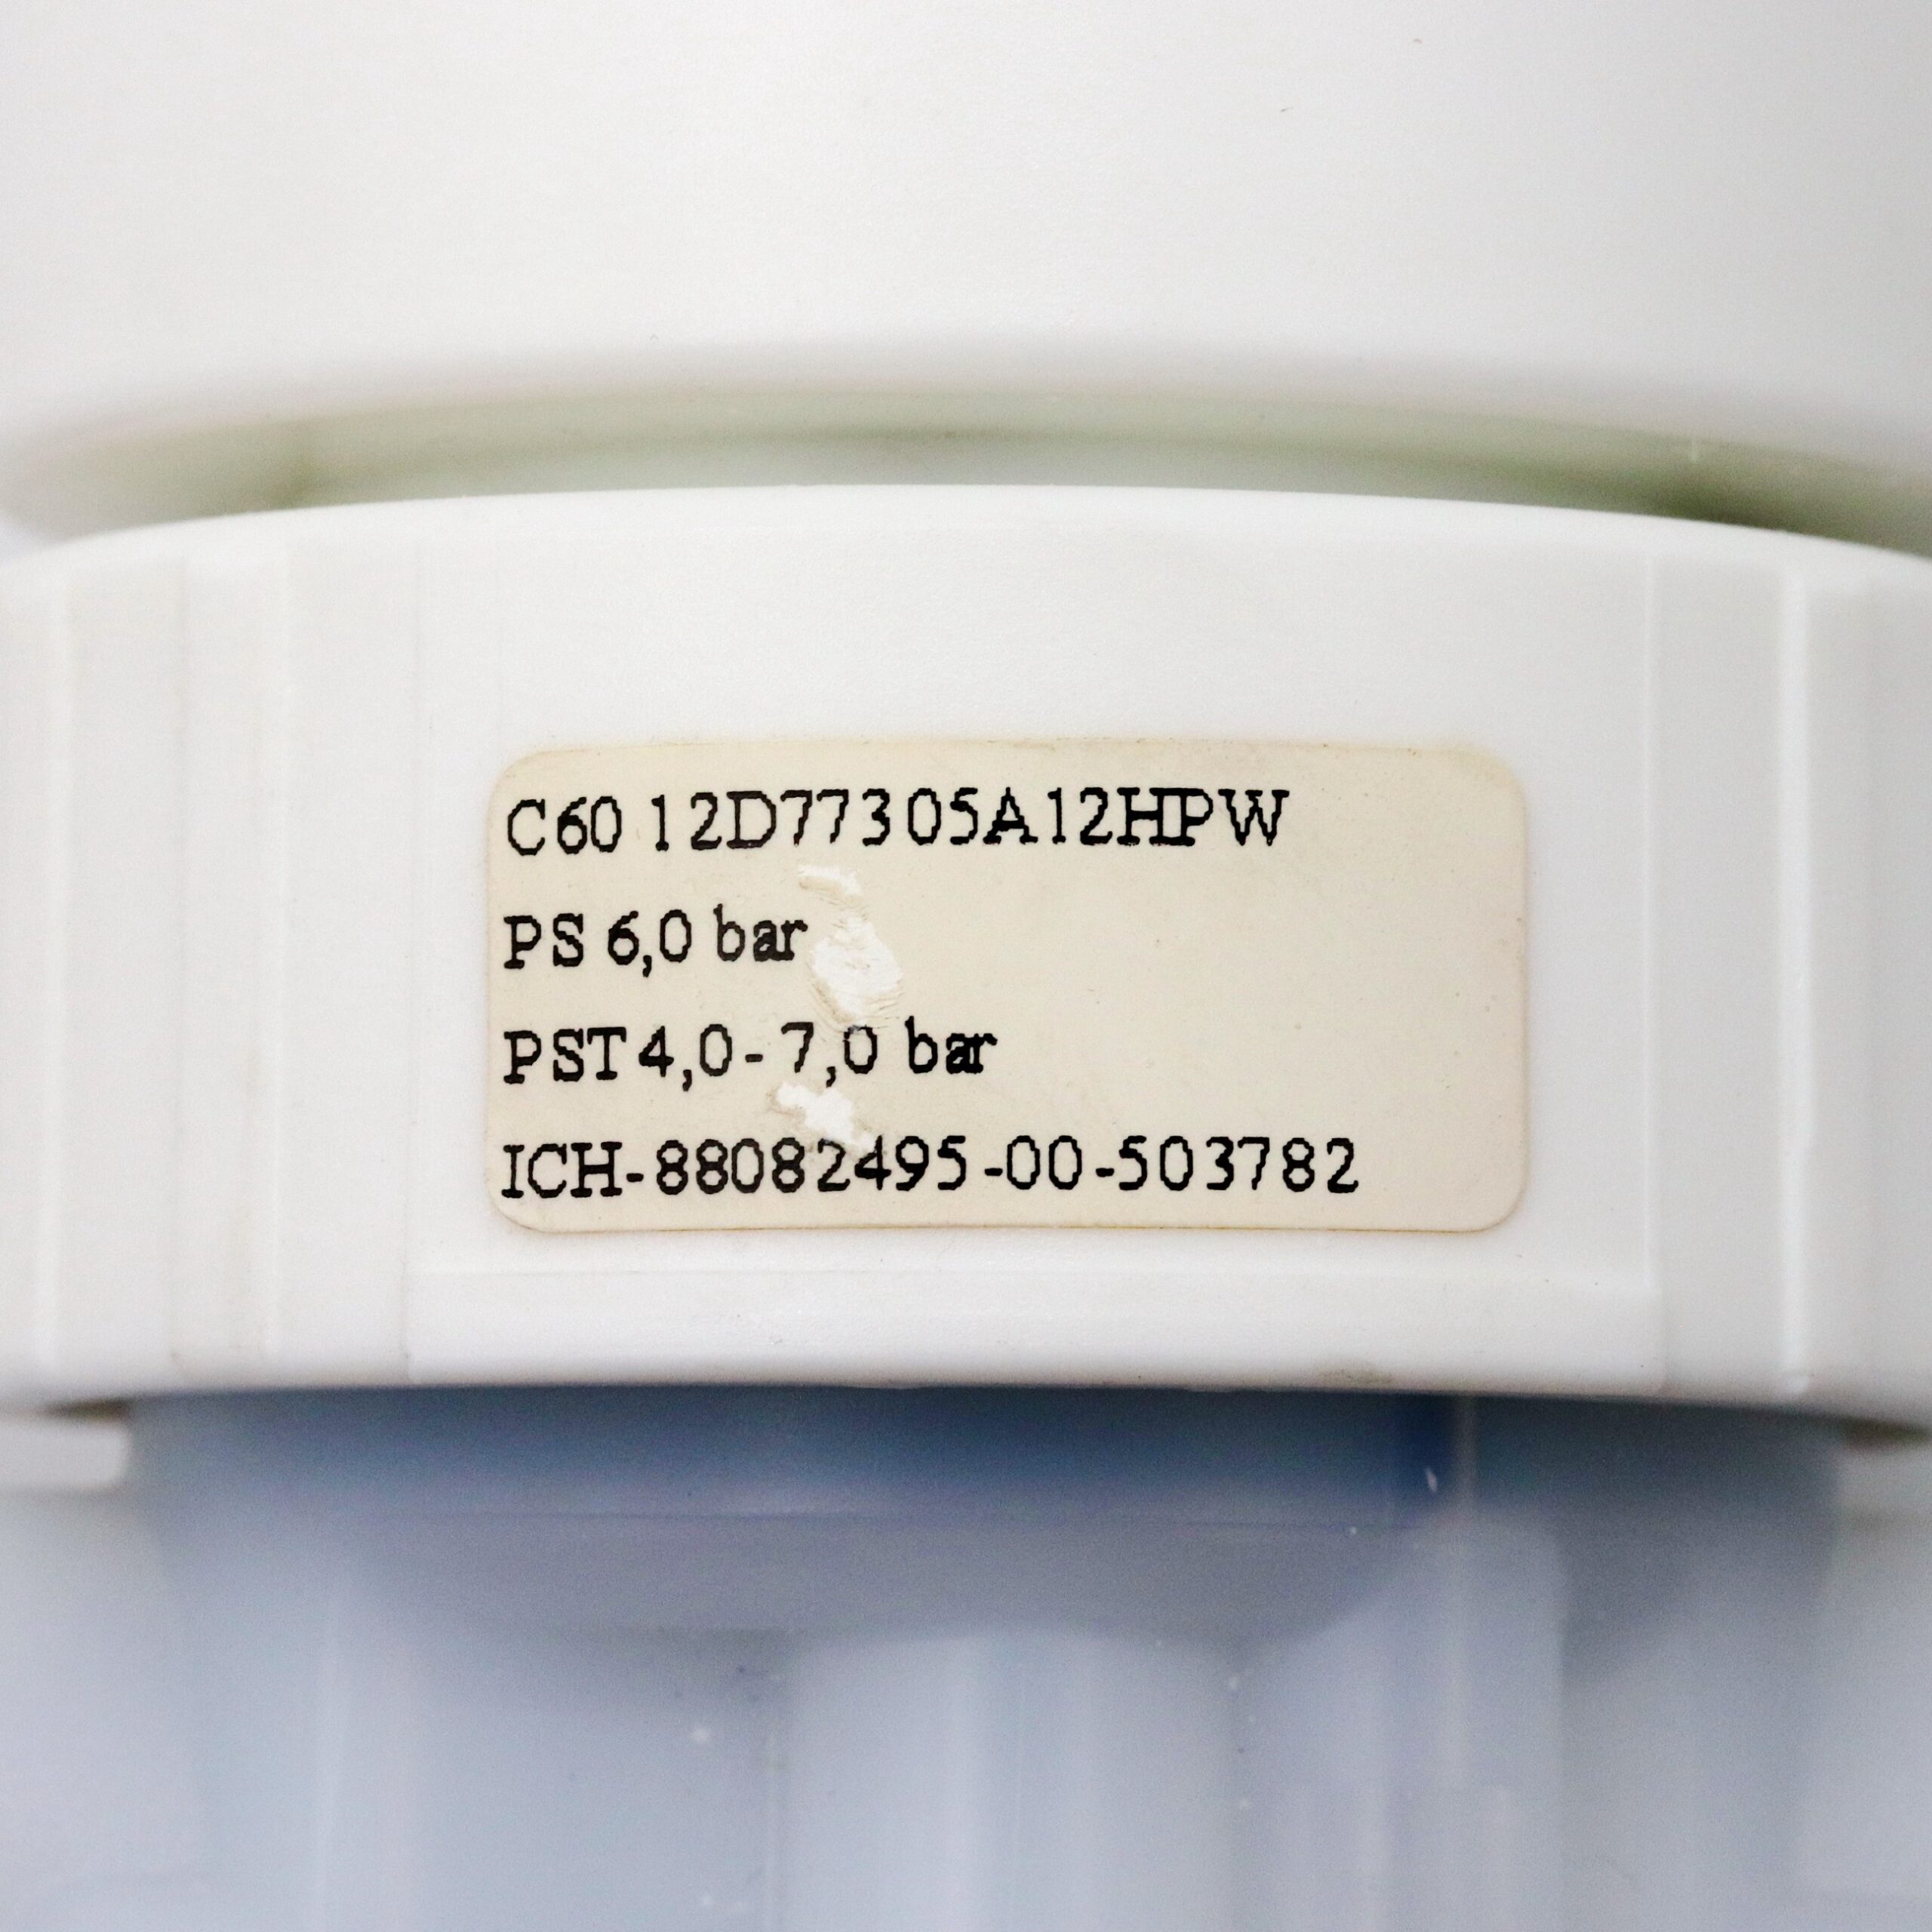 C60 12D77305A12HPW
PS 6,0 bar
PST 4,0-7,0 bar
ICH-88082495-00-503782